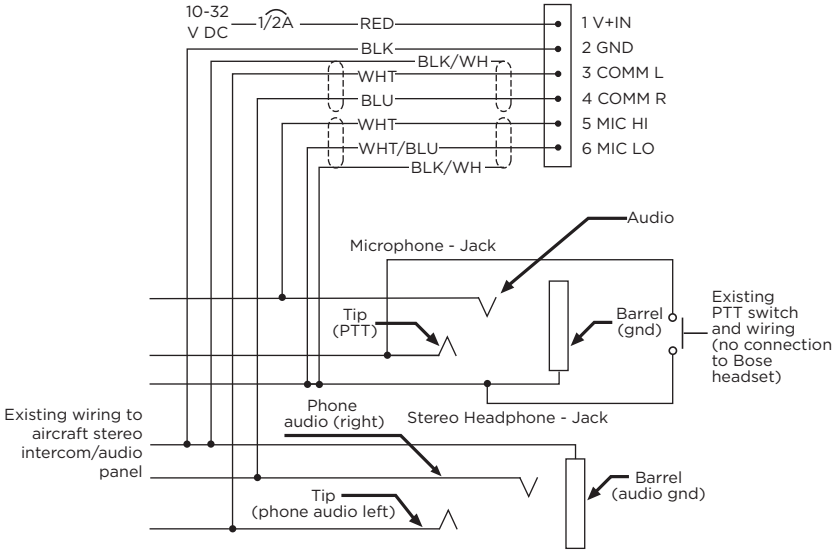 10-32
V DC
1/2A
RED
1 V+IN
BLK
2 GND
BLK/WH
WHT
3 COMM L
BLU
4 COMM R
WHT
5 MIC HI
WHT/BLU
6 MIC LO
BLK/WH
Audio
Microphone - Jack
Tip
(PTT)
Barrel
(gnd)
Existing
PTT switch
and wiring
(no connection
to Bose
headset)
Existing wiring to
aircraft stereo
intercom/audio
panel
Phone
audio (right)
Stereo Headphone - Jack
Tip
(phone audio left)
Barrel
(audio gnd)